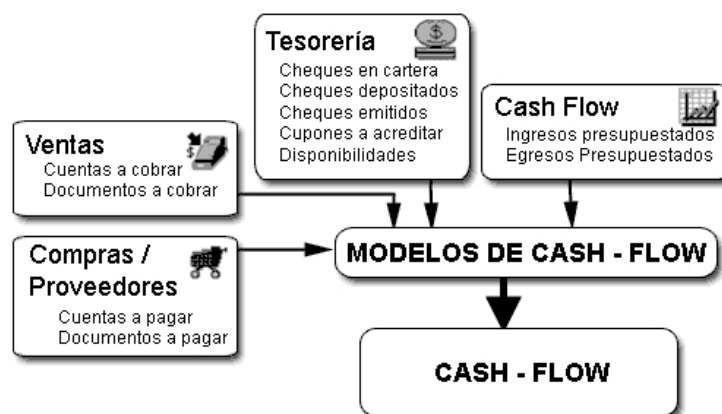 Tesorería
Cheques en cartera
Cheques depositados
Cheques emitidos
Cupones a acreditar
Disponibilidades
Cash Flow
Ingresos presupuestados
Egresos Presupuestados
Ventas
$
Cuentas a cobrar
Documentos a cobrar
Compras /
Proveedores
Cuentas a pagar
Documentos a pagar
MODELOS DE CASH - FLOW
CASH - FLOW